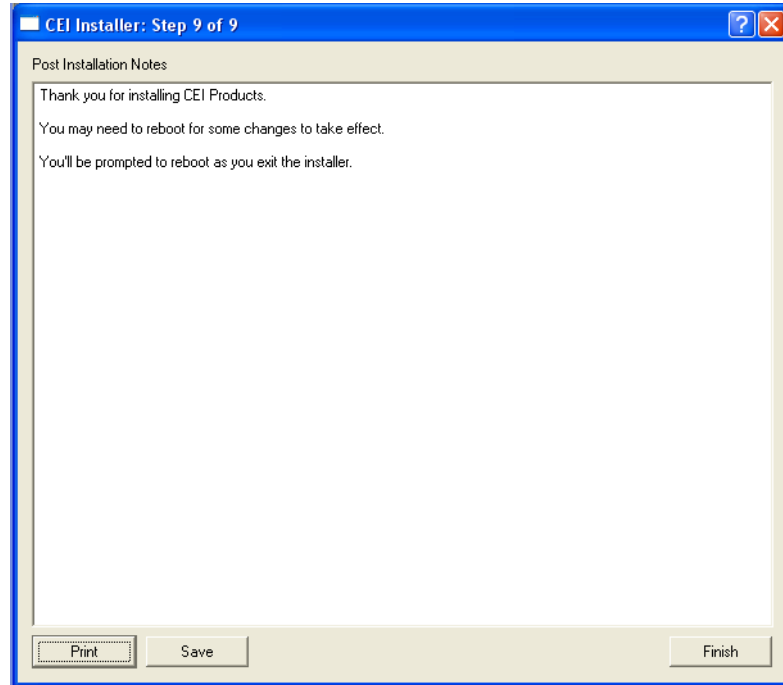 CEI Installer: Step 9 of 9
Post Installation Notes
Thank you for installing CEI Products.
You may need to reboot for some changes to take effect.
You'll be prompted to reboot as you exit the installer.
Print
Save
Finish